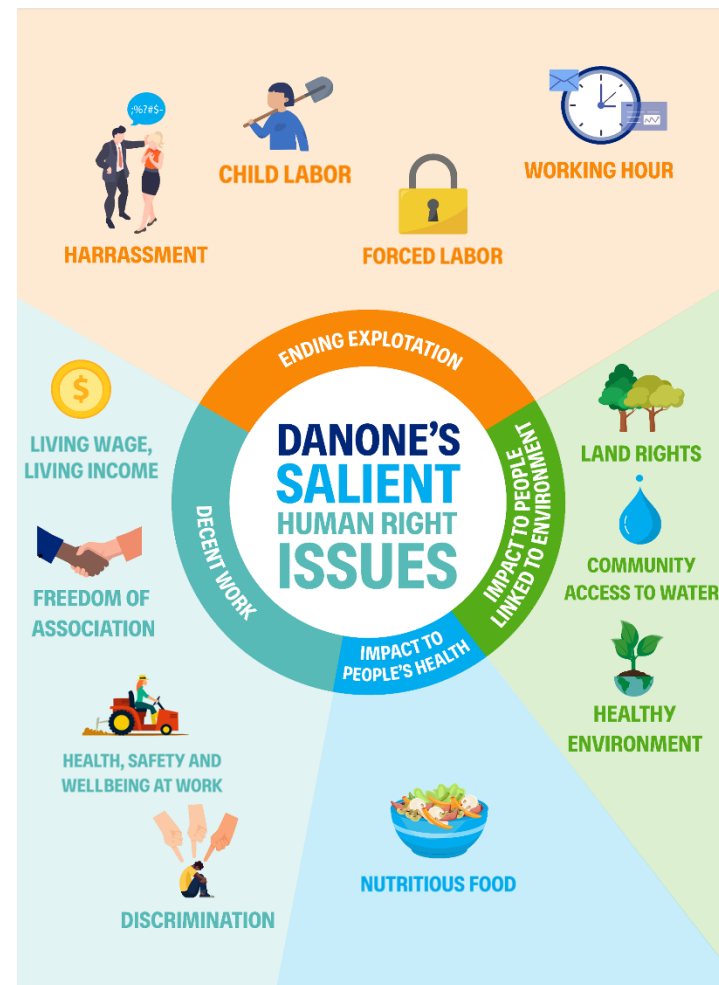 ;%?#$-
CHILD LABOR
WORKING HOUR
HARRASSMENT
FORCED LABOR
ENDING EXPLOTATION
LIVING WAGE,
LIVING INCOME
DANONE'S
SALIENT
HUMAN RIGHT
ISSUES
IMPACT TO PEOPLE
LINKED TO ENVIRONMENT
LAND RIGHTS
DECENT WORK
COMMUNITY
ACCESS TO WATER
FREEDOM OF
ASSOCIATION
IMPACT TO
PEOPLE'S HEALTH
HEALTHY
ENVIRONMENT
HEALTH, SAFETY AND
WELLBEING AT WORK
NUTRITIOUS FOOD
DISCRIMINATION